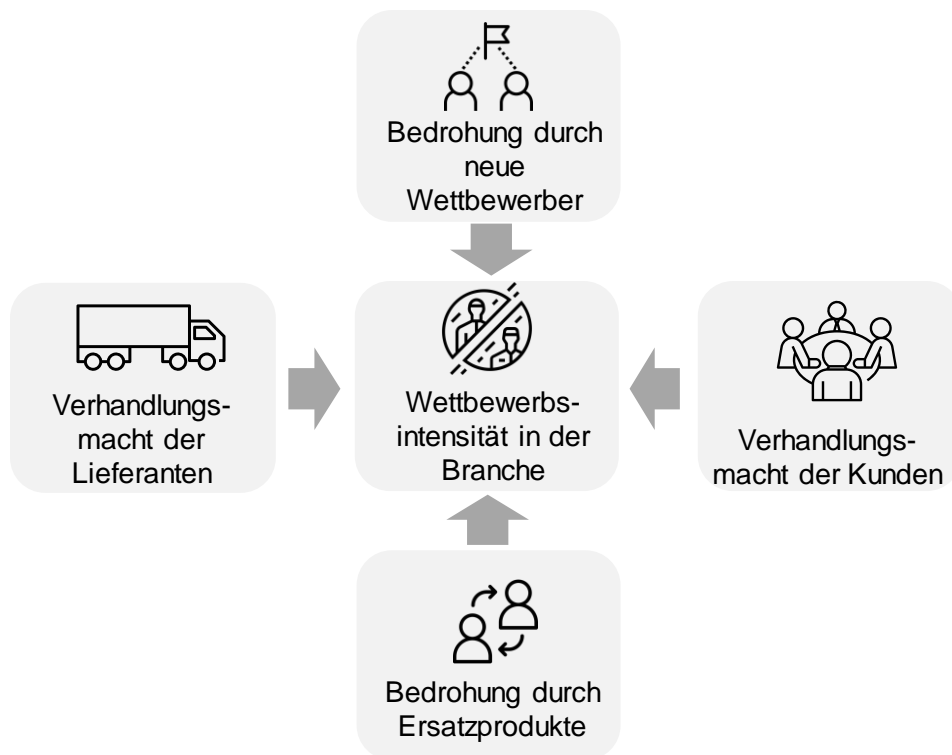 Bedrohung durch
neue
Wettbewerber
Verhandlungs-
macht der
Lieferanten
Wettbewerbs-
intensität in der
Branche
Verhandlungs-
macht der Kunden
Bedrohung durch
Ersatzprodukte